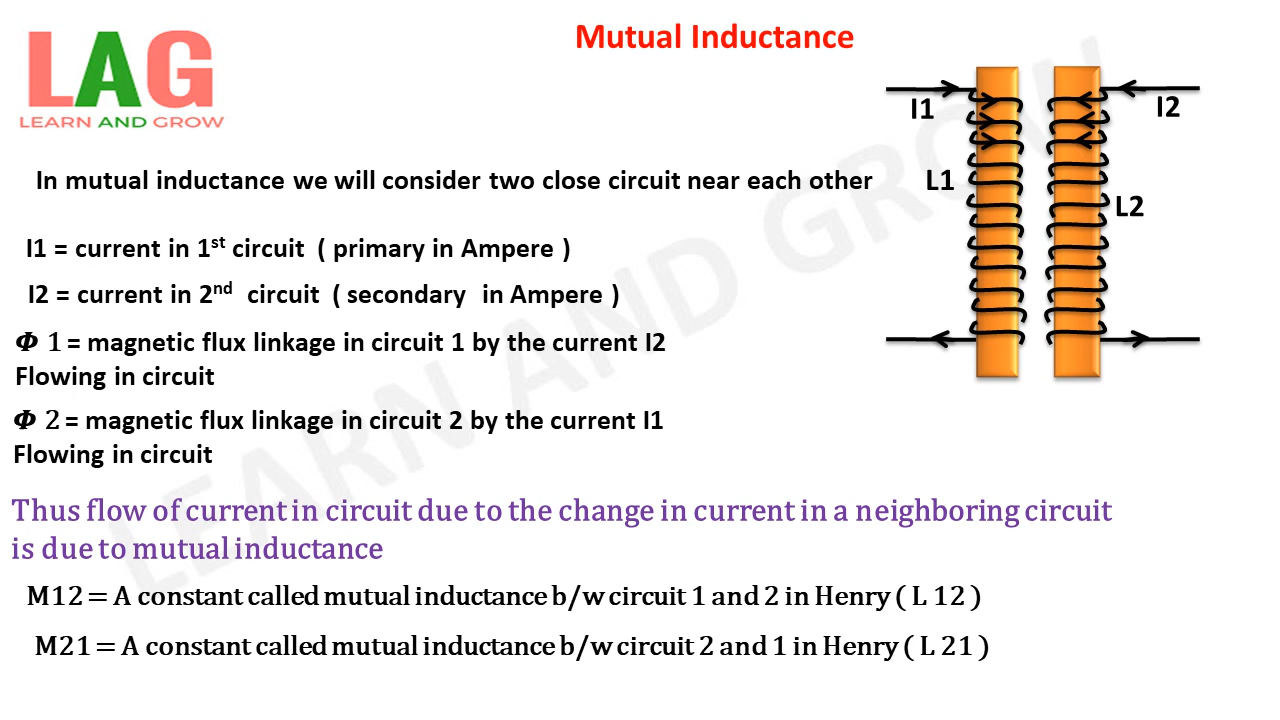 LAG
LEARN AND GROW
Mutual Inductance
I1
I2
L1
L2
In mutual inductance we will consider two close circuit near each other
I1 = current in 1st circuit ( primary in Ampere )
I2 = current in 2nd circuit ( secondary in Ampere )
Φ 1 = magnetic flux linkage in circuit 1 by the current I2
Flowing in circuit
Φ 2 = magnetic flux linkage in circuit 2 by the current I1
Flowing in circuit
Thus flow of current in circuit due to the change in current in a neighboring circuit
is due to mutual inductance
M12 = A constant called mutual inductance b/w circuit 1 and 2 in Henry ( L 12 )
M21 = A constant called mutual inductance b/w circuit 2 and 1 in Henry ( L 21 )
LEARN AND GROW